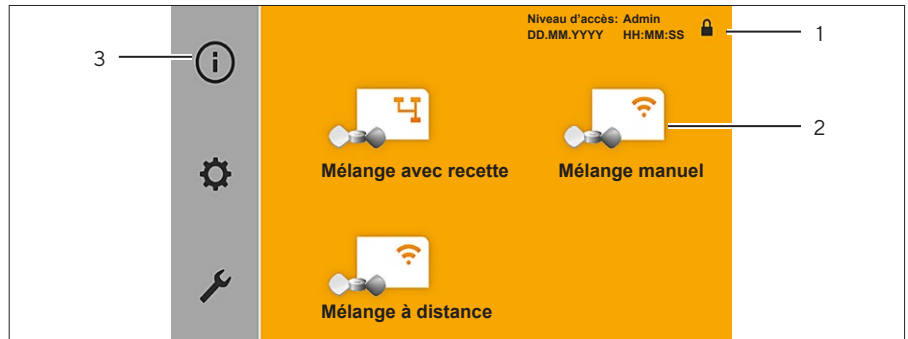 Niveau d'accès: Admin
DD.MM.YYYY HH:MM:SS
1
3
2
Mélange avec recette
Mélange manuel
Mélange à distance